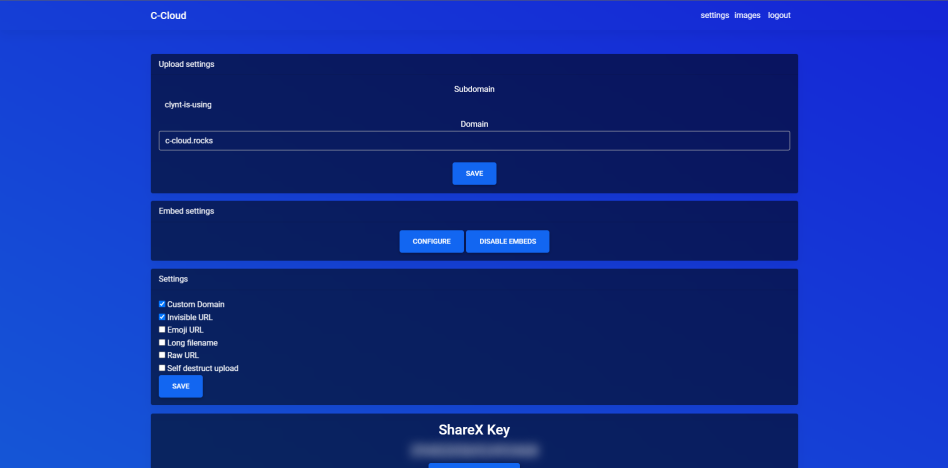 C-Cloud
settings images logout
Upload settings
Subdomain
clynt-is-using
Domain
c-cloud.rocks
SAVE
Embed settings
CONFIGURE DISABLE EMBEDS
Settings
Custom Domain
Invisible URL
Emoji URL
Long filename
Raw URL
Self destruct upload
SAVE
ShareX Key